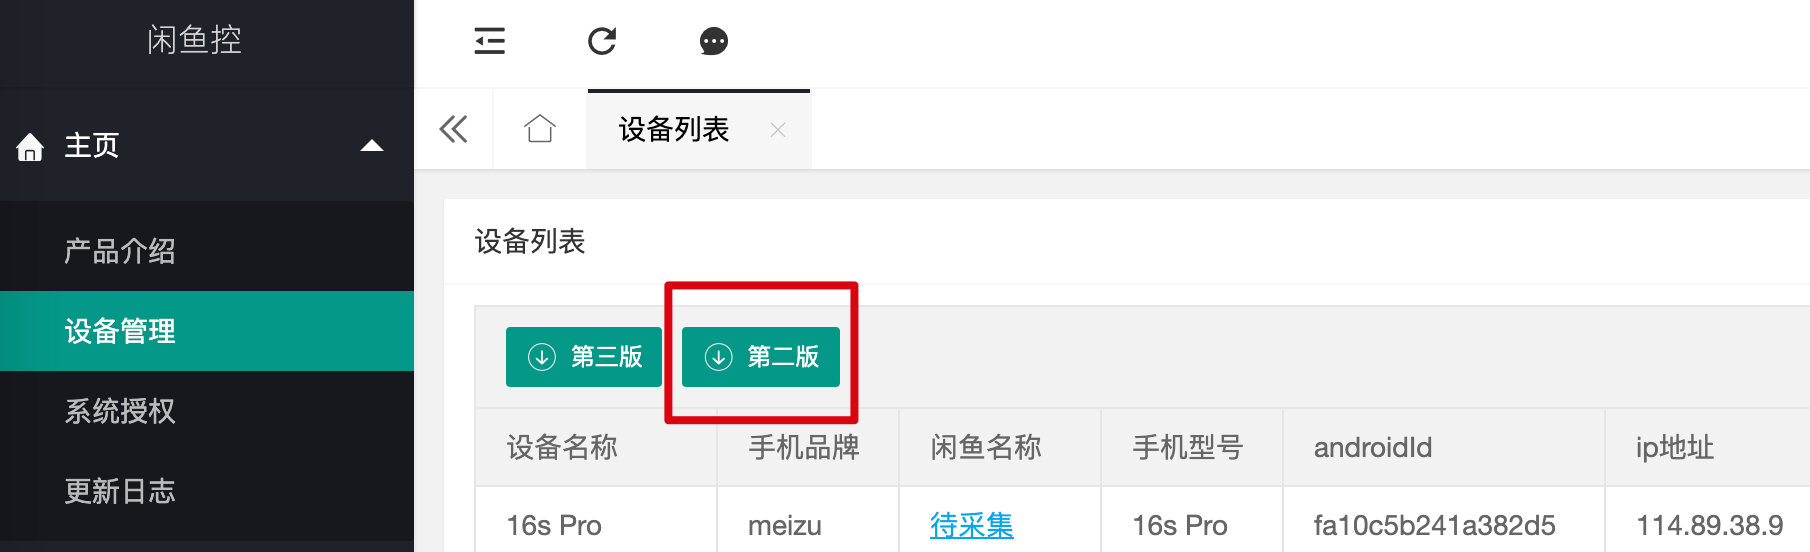 闲鱼控
主页
产品介绍
设备管理
系统授权
更新日志
设备列表
设备列表
第三版 第二版
设备名称 手机品牌 闲鱼名称 手机型号 androidId ip地址
16s Pro meizu 待采集 16s Pro fa10c5b241a382d5 114.89.38.9